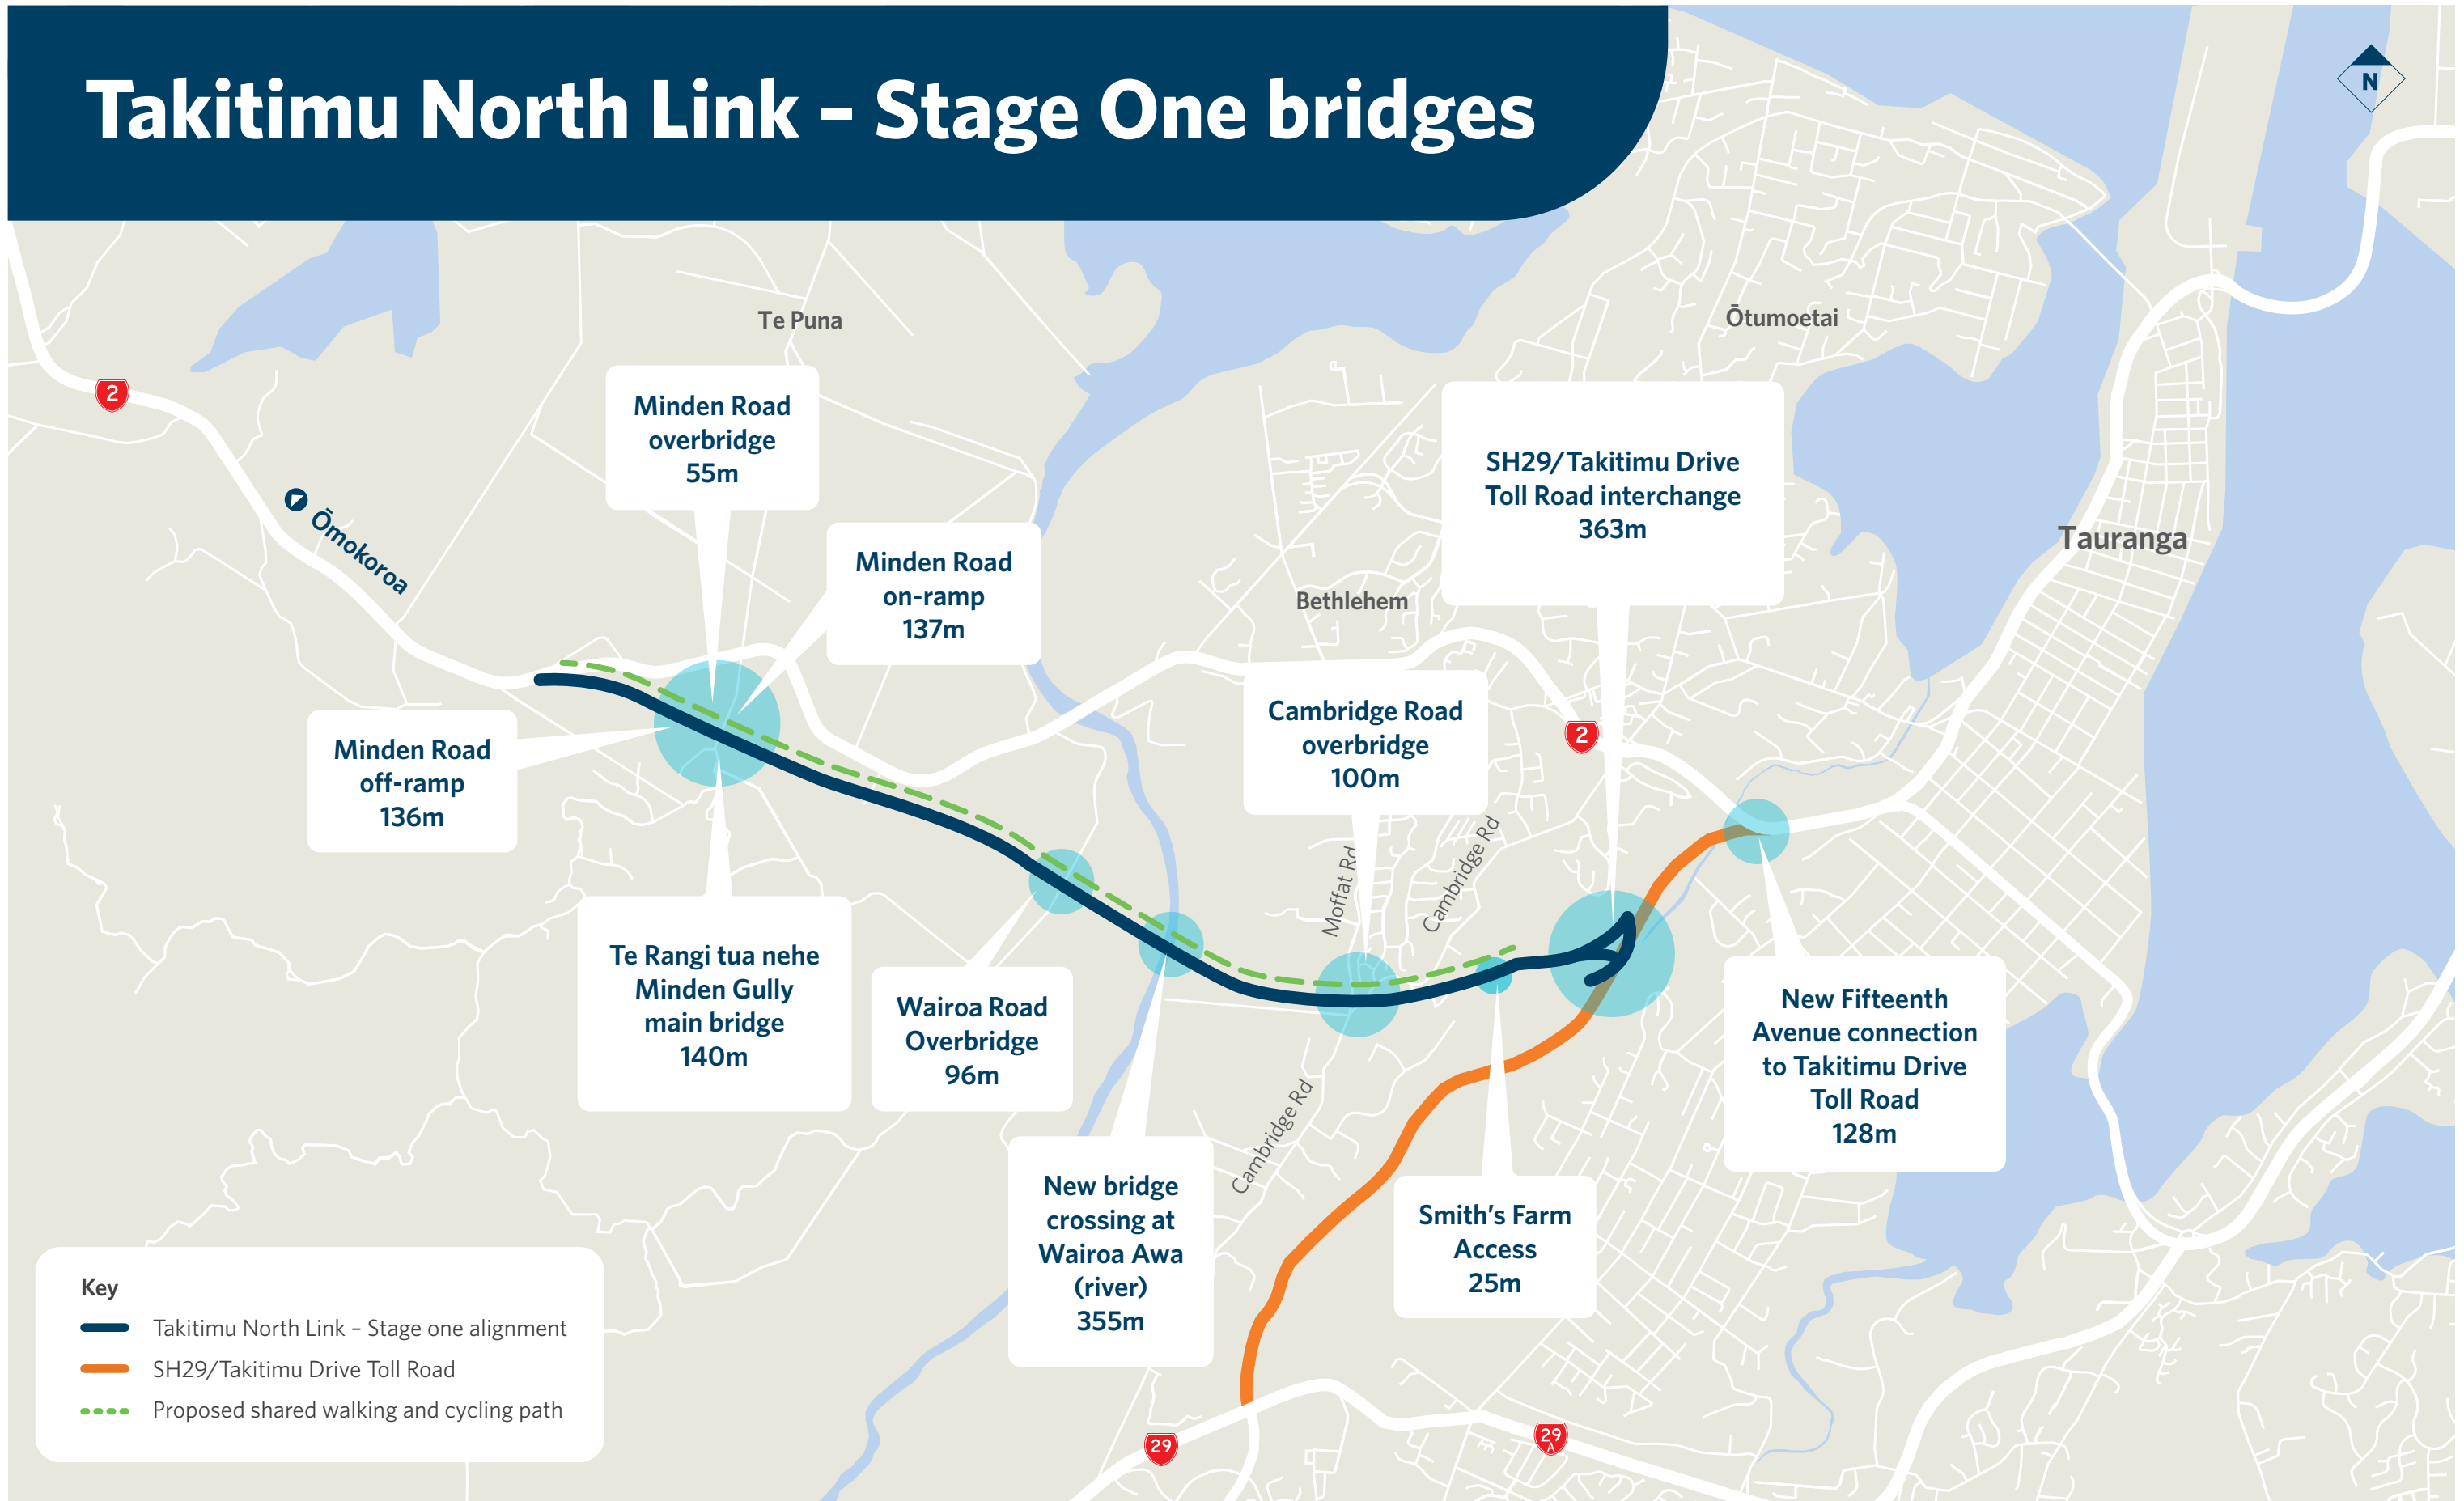 Takitimu North Link – Stage One bridges
N
Te Puna
Ōtumoetai
2
Minden Road
overbridge
55m
SH29/Takitimu Drive
Toll Road interchange
363m
Ōmokoroa
Minden Road
on-ramp
137m
Tauranga
Bethlehem
Minden Road
off-ramp
136m
Cambridge Road
overbridge
100m
2
Moffat Rd
Cambridge Rd
Te Rangi tua nehe
Minden Gully
main bridge
140m
Wairoa Road
Overbridge
96m
New Fifteenth
Avenue connection
to Takitimu Drive
Toll Road
128m
Cambridge Rd
New bridge
crossing at
Wairoa Awa
(river)
355m
Smith’s Farm
Access
25m
Key
Takitimu North Link – Stage one alignment
SH29/Takitimu Drive Toll Road
Proposed shared walking and cycling path
29
29
A